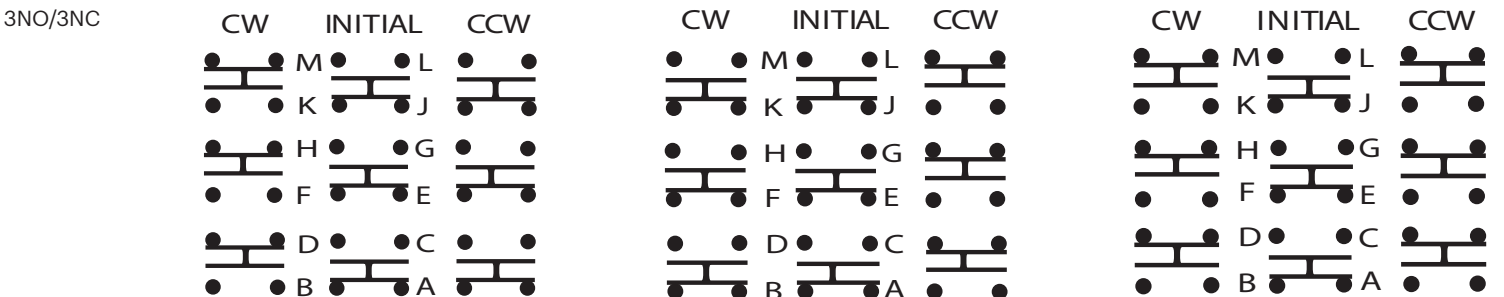 3NO/3NC CW INITIAL CCW CW INITIAL CCW CW INITIAL CCW
M L M L M L
K J K J K J
H G H G H G
F E F E F E
D C D C D C
B A B A B A